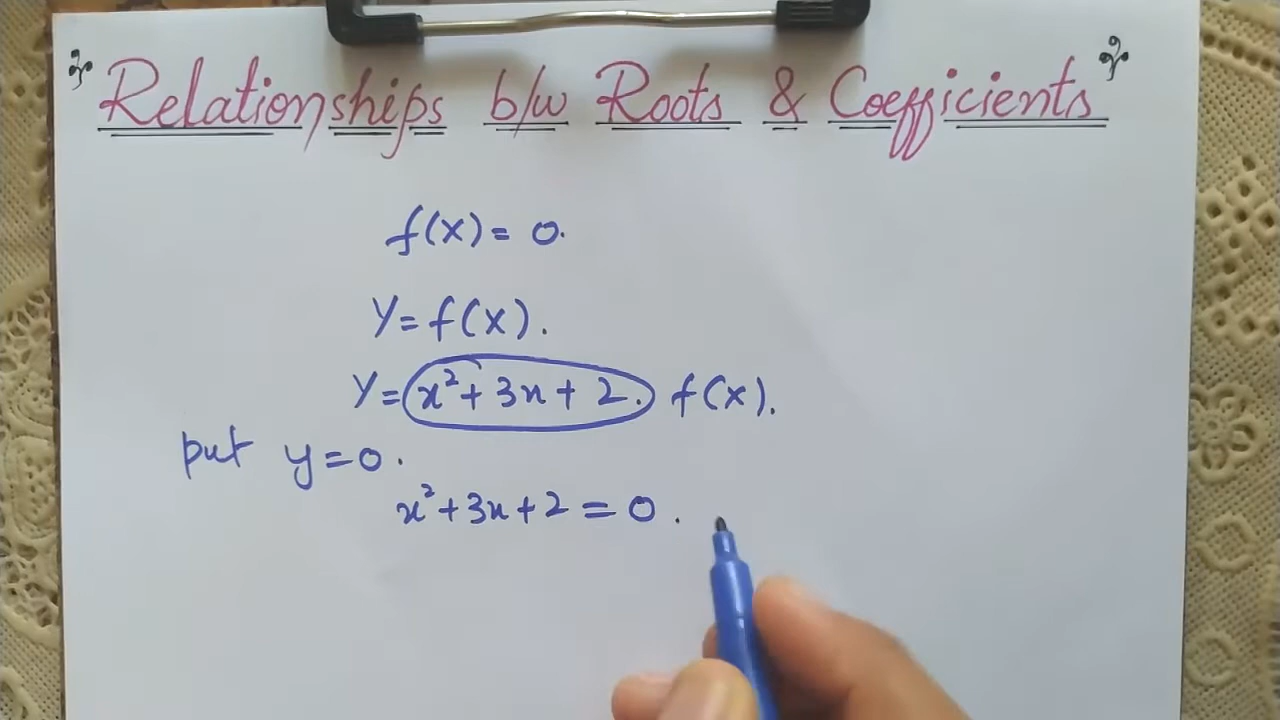 Relationships b/w Roots & Coefficients
f(x) = 0.
Y = f(x).
Y = x² + 3x + 2. f(x).
put y = 0.
x² + 3x + 2 = 0.